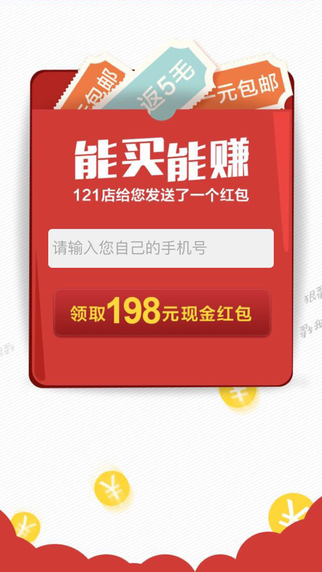 元包邮
返5毛
一元包邮
能买能赚
121店给您发送了一个红包
请输入您自己的手机号
领取198元现金红包
¥
¥
¥
¥